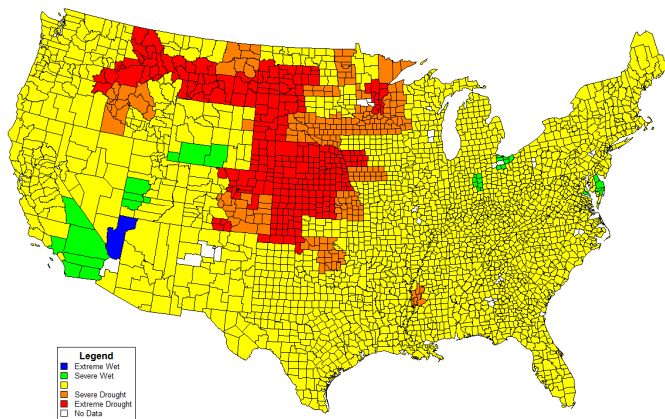 Legend
Extreme Wet
Severe Wet
Severe Drought
Extreme Drought
No Data